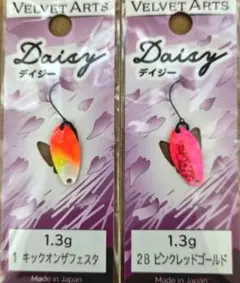 VELVET ARTS
Daisy
デイジー
1.3g
1 キックオンザフェスタ
Made in Japan
VELVET ARTS
Daisy
デイジー
1.3g
28 ピンクレッドゴールド
Made in Japan